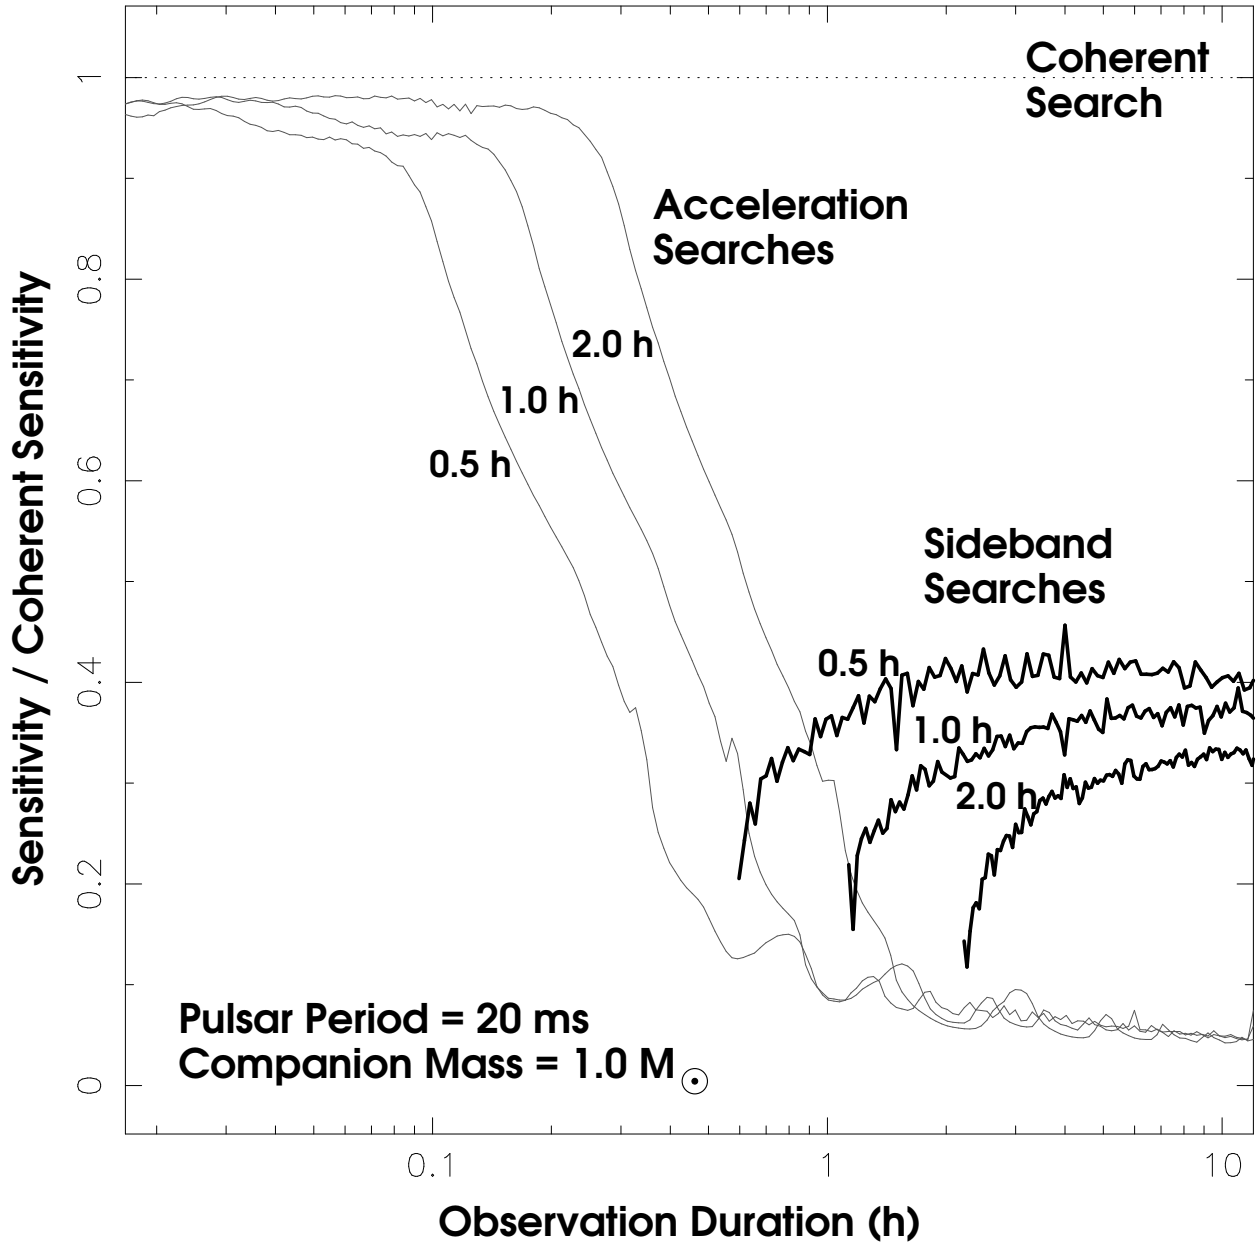 Coherent
Search
Acceleration
Searches
2.0 h
1.0 h
0.5 h
Sideband
Searches
0.5 h
1.0 h
2.0 h
Pulsar Period = 20 ms
Companion Mass = 1.0 M☉
Sensitivity / Coherent Sensitivity
1
0.8
0.6
0.4
0.2
0
0.1
1
10
Observation Duration (h)